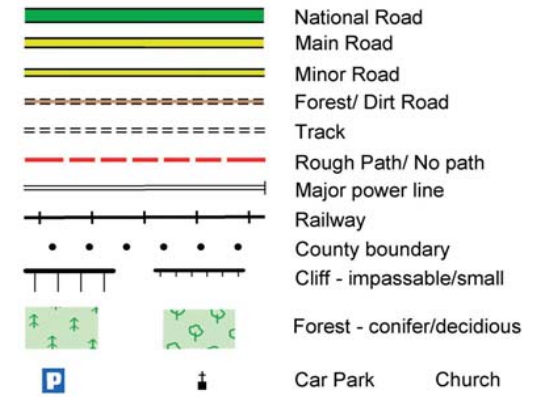 National Road
Main Road
Minor Road
Forest/ Dirt Road
Track
Rough Path/ No path
Major power line
Railway
County boundary
Cliff - impassable/small
Forest - conifer/decidious
P Car Park Church